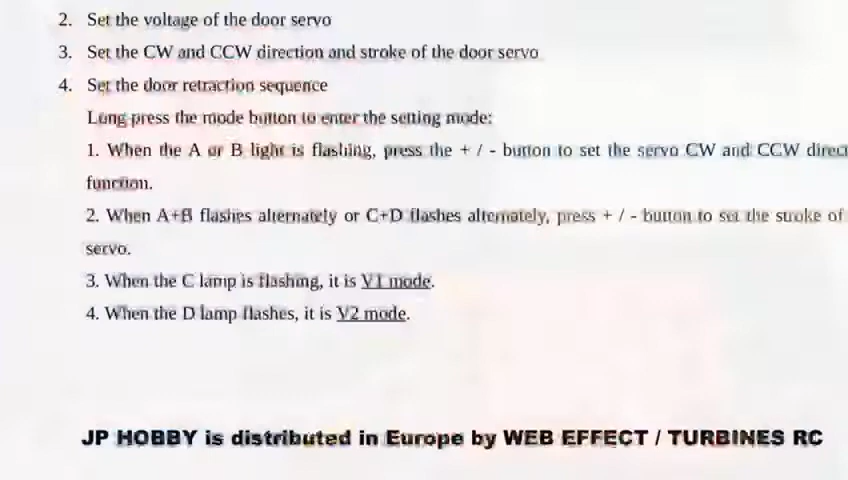 2. Set the voltage of the door servo
3. Set the CW and CCW direction and stroke of the door servo
4. Set the door retraction sequence
Long press the mode button to enter the setting mode:
1. When the A or B light is flashing, press the + / - button to set the servo CW and CCW direct
function.
2. When A+B flashes alternately or C+D flashes alternately, press + / - button to set the stroke of
servo.
3. When the C lamp is flashing, it is V1 mode.
4. When the D lamp flashes, it is V2 mode.
JP HOBBY is distributed in Europe by WEB EFFECT / TURBINES RC